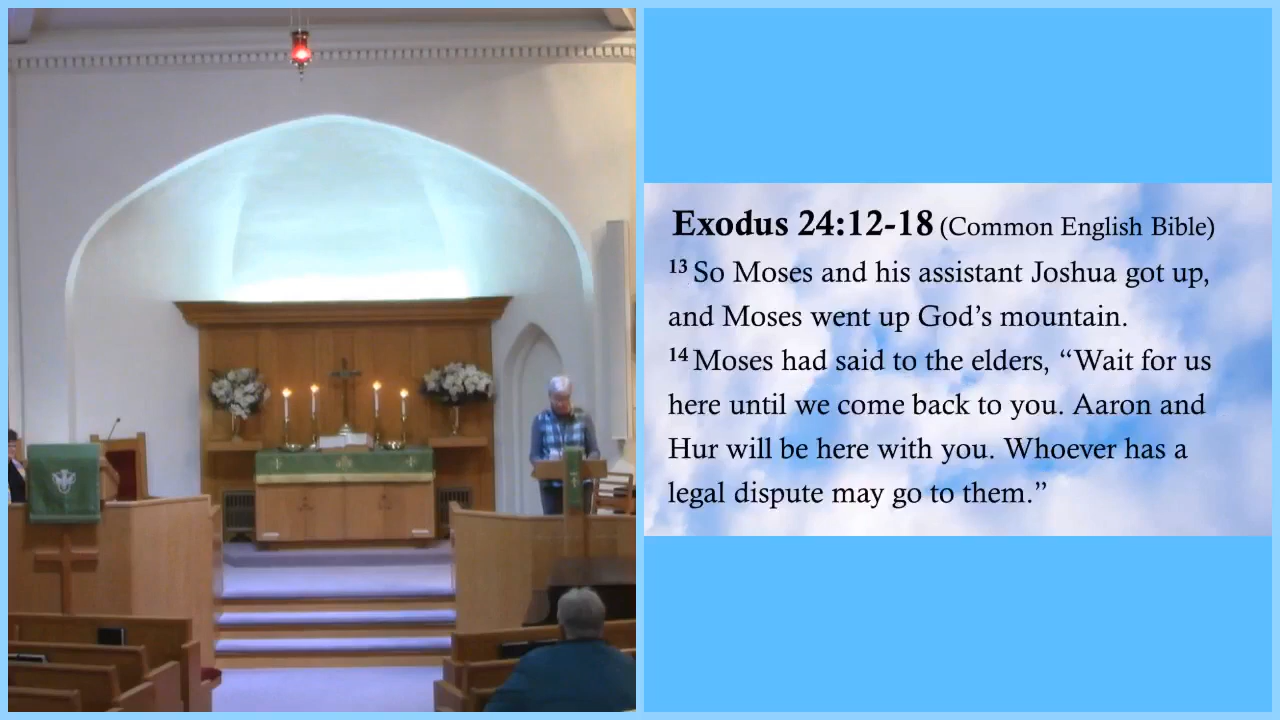 Exodus 24:12-18 (Common English Bible)
13 So Moses and his assistant Joshua got up,
and Moses went up God’s mountain.
14 Moses had said to the elders, “Wait for us
here until we come back to you. Aaron and
Hur will be here with you. Whoever has a
legal dispute may go to them.”